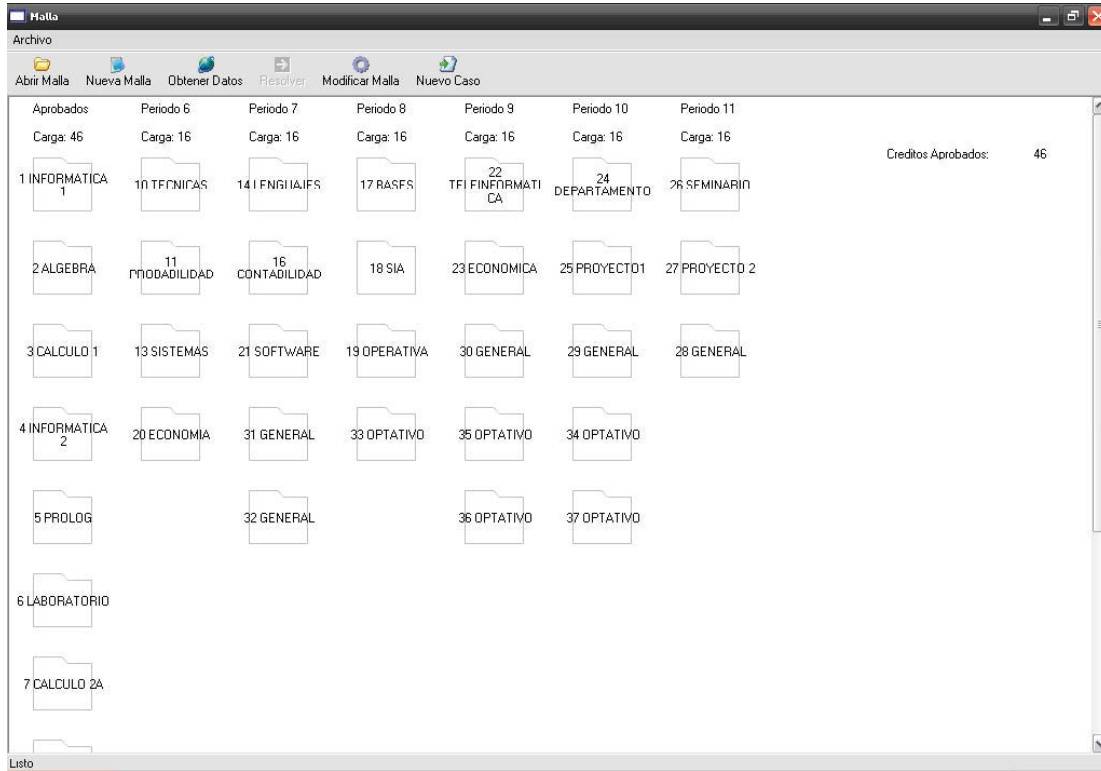 Malla
Archivo
Abrir Malla Nueva Malla Obtener Datos Resolver Modificar Malla Nuevo Caso
Aprobados Periodo 6 Periodo 7 Periodo 8 Periodo 9 Periodo 10 Periodo 11
Carga: 46 Carga: 16 Carga: 16 Carga: 16 Carga: 16 Carga: 16 Carga: 16
Creditos Aprobados: 46
1 INFORMATICA 1
10 TECNICAS
14 LENGUAJES
17 BASES
22 TELEINFORMATI
CA
24 DEPARTAMENTO
26 SEMINARIO
2 ALGEBRA
11 PROBABILIDAD
16 CONTABILIDAD
18 SIA
23 ECONOMICA
25 PROYECTO1
27 PROYECTO 2
3 CALCULO 1
13 SISTEMAS
21 SOFTWARE
19 OPERATIVA
30 GENERAL
29 GENERAL
28 GENERAL
4 INFORMATICA 2
20 ECONOMIA
31 GENERAL
33 OPTATIVO
35 OPTATIVO
34 OPTATIVO
5 PROLOG
32 GENERAL
36 OPTATIVO
37 OPTATIVO
6 LABORATORIO
7 CALCULO 2A
Listo